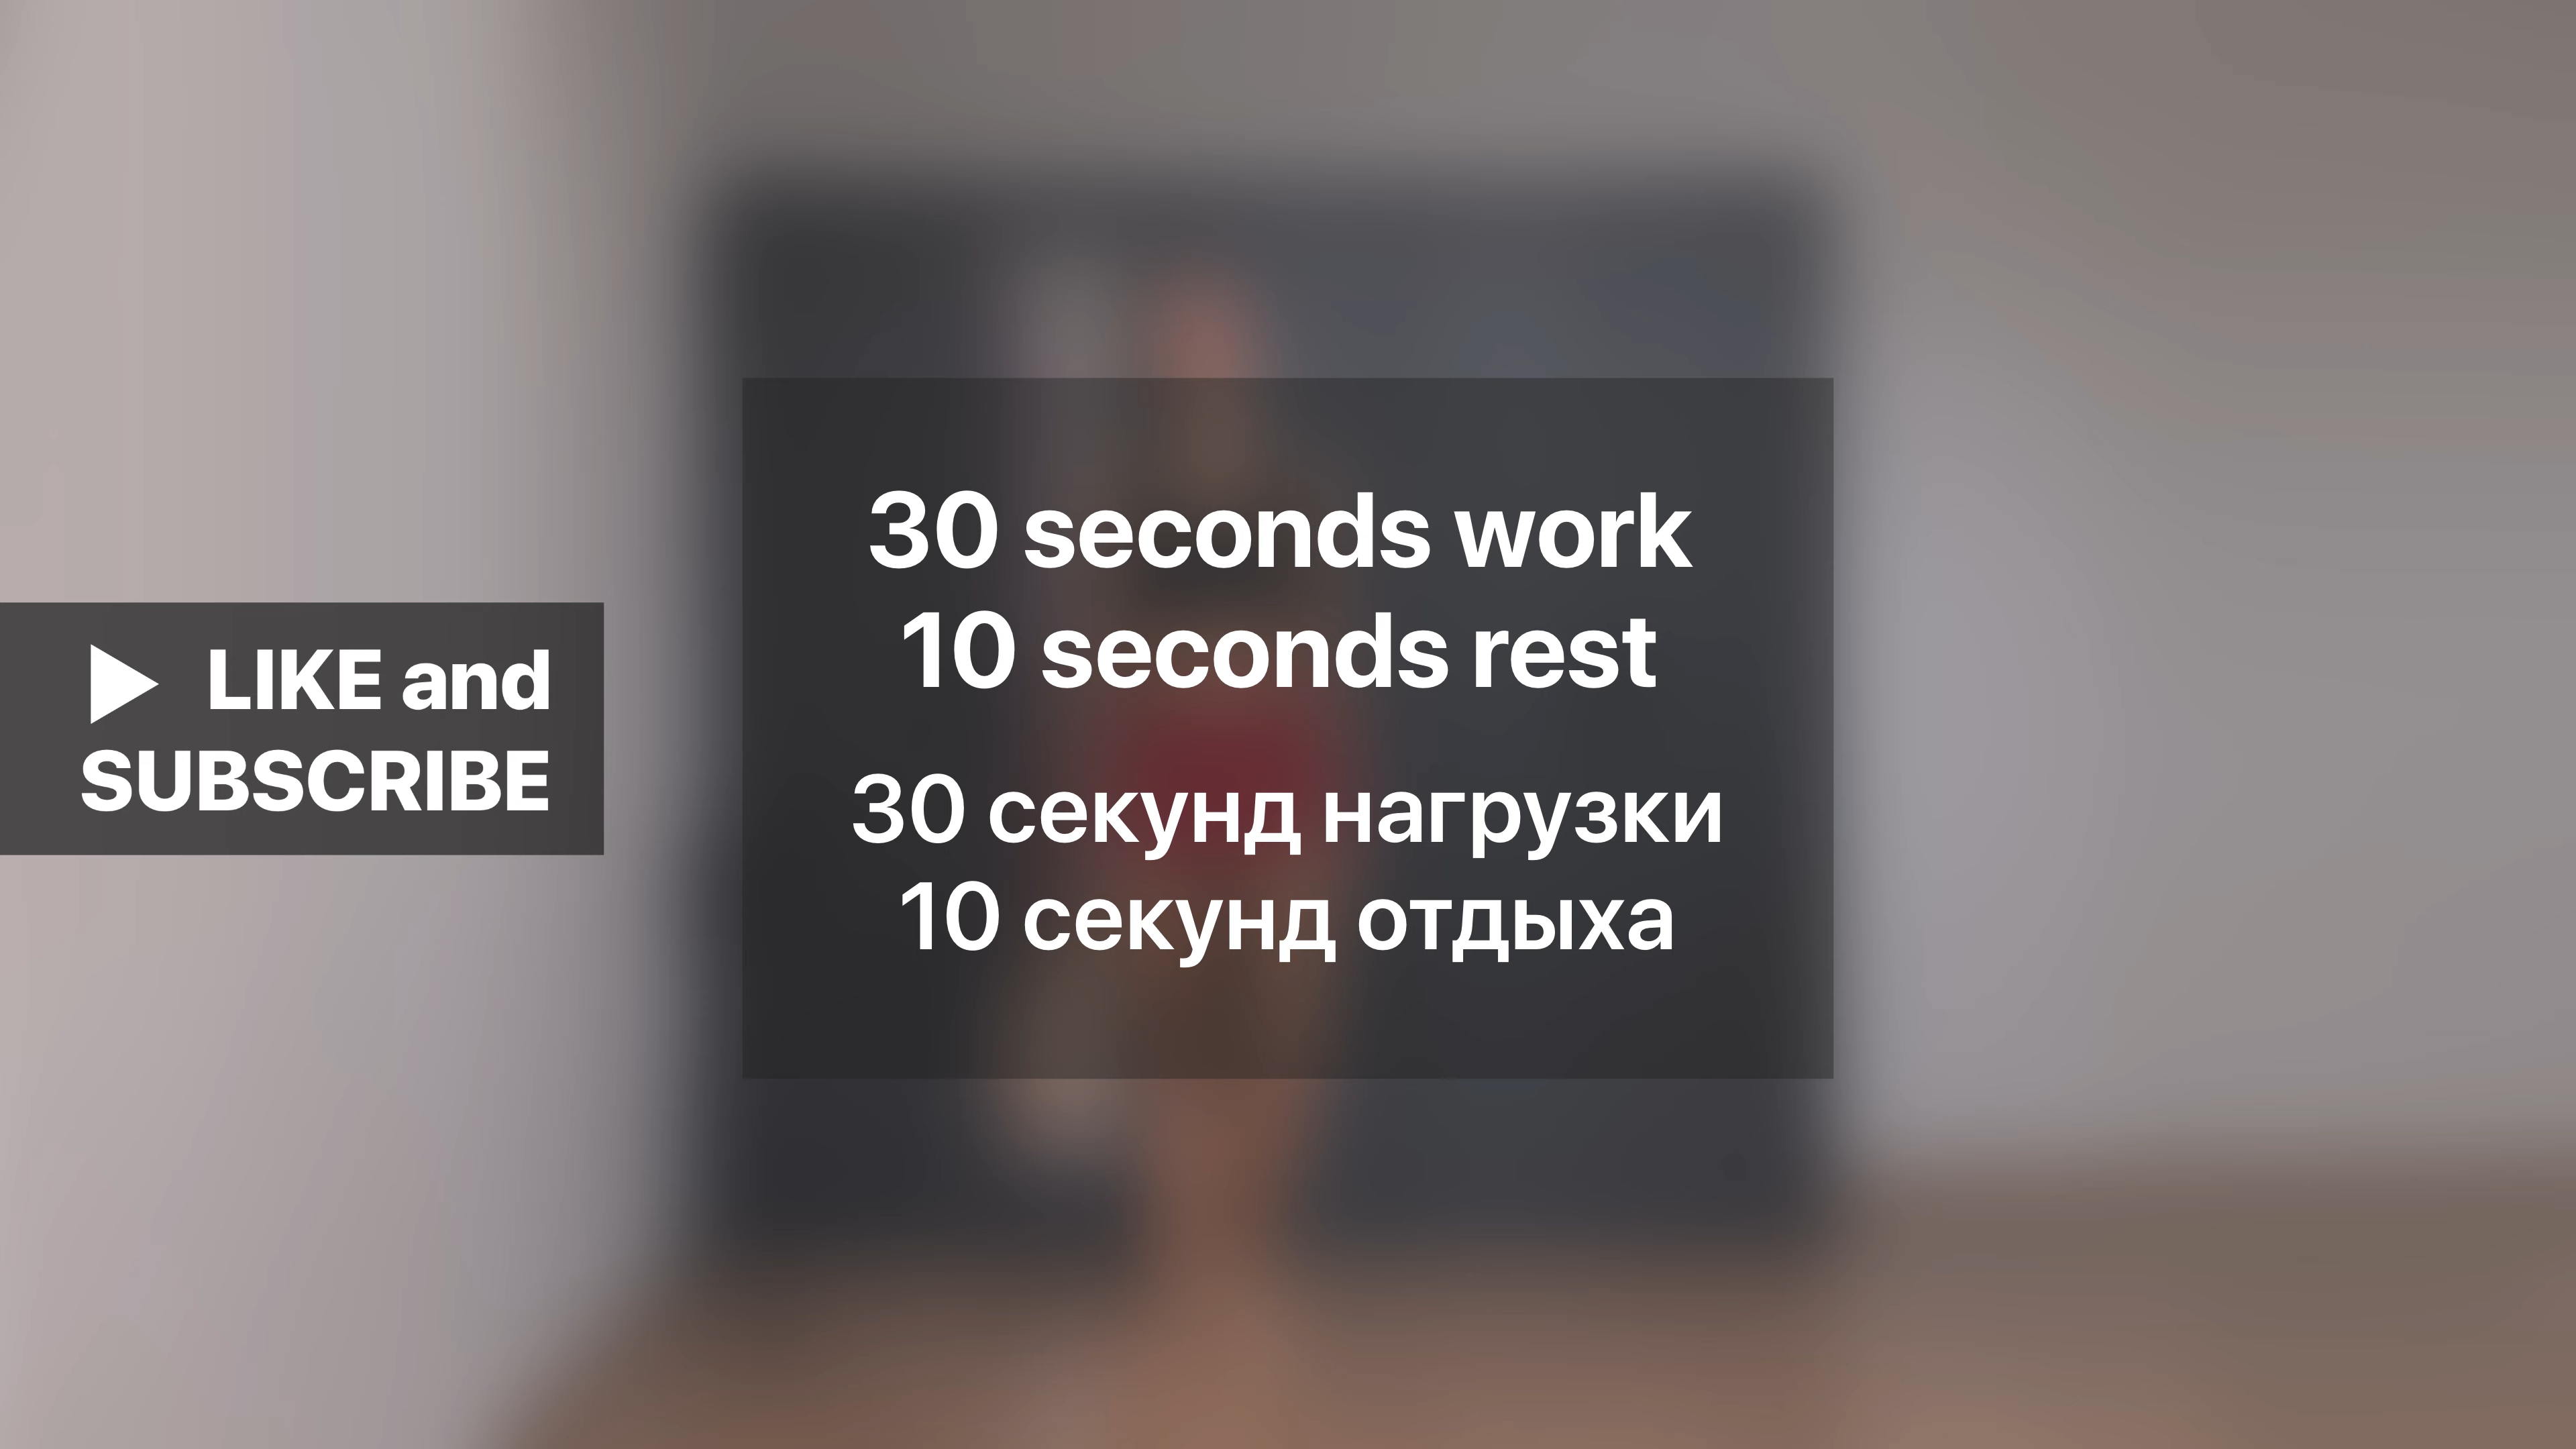 LIKE and
SUBSCRIBE
30 seconds work
10 seconds rest
30 секунд нагрузки
10 секунд отдыха